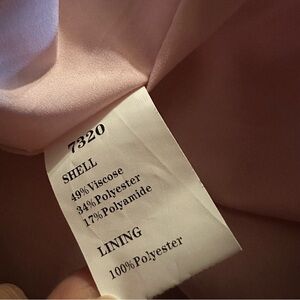 7320
SHELL
49%Viscose
34%Polyester
17%Polyamide
LINING
100%Polyester